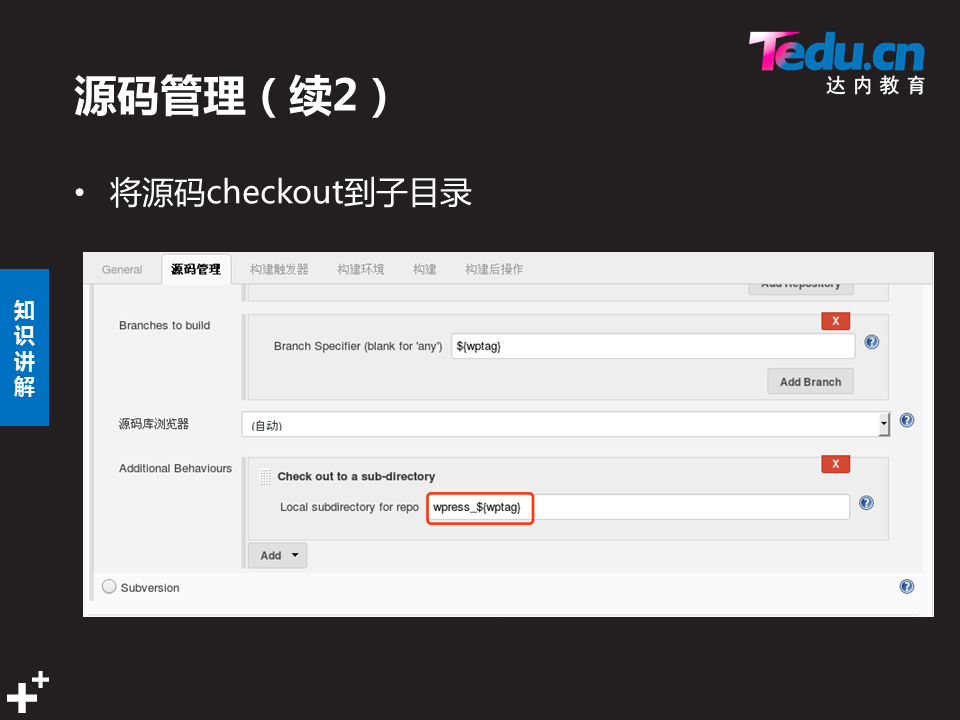 Tedu.cn
达内教育
源码管理（续2）
• 将源码checkout到子目录
知识讲解
General 源码管理 构建触发器 构建环境 构建 构建后操作
Add Repository
Branches to build
X
Branch Specifier (blank for 'any') ${wptag}
Add Branch
源码库浏览器 (自动)
Additional Behaviours
X
Check out to a sub-directory
Local subdirectory for repo wpress_${wptag}
Add
Subversion